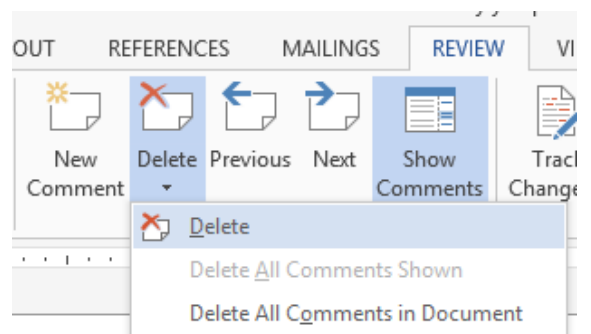 OUT REFERENCES MAILINGS REVIEW VI
New Delete Previous Next Show Track
Comment Comments Change
Delete
Delete All Comments Shown
Delete All Comments in Document